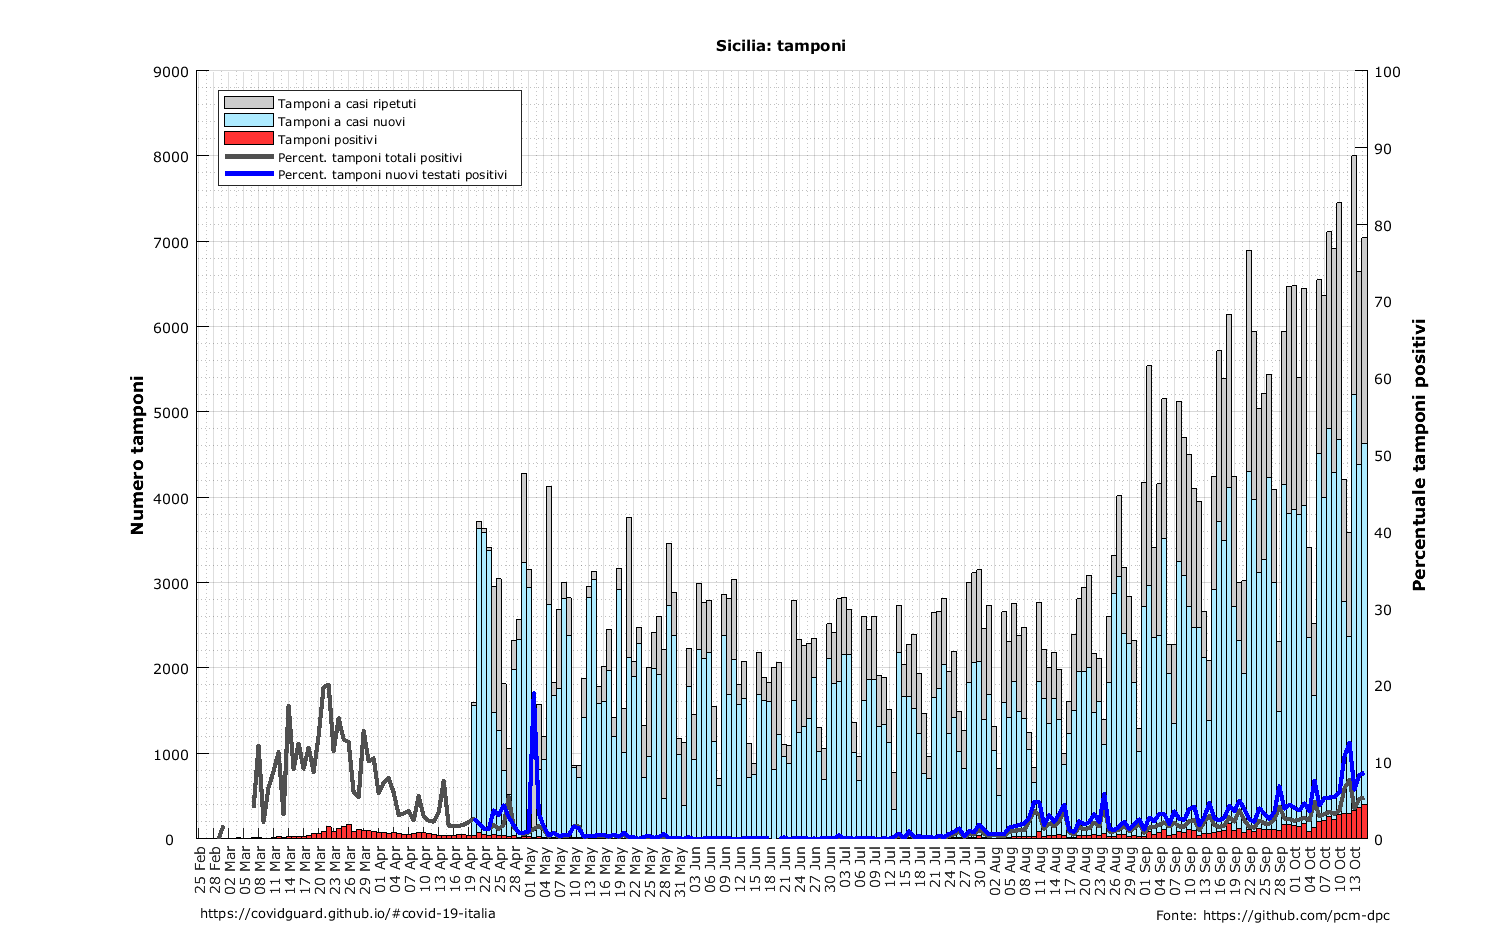 Sicilia: tamponi
9000
8000
7000
6000
5000
4000
3000
2000
1000
0
Numero tamponi
Tamponi a casi ripetuti
Tamponi a casi nuovi
Tamponi positivi
Percent. tamponi totali positivi
Percent. tamponi nuovi testati positivi
100
90
80
70
60
50
40
30
20
10
0
Percentuale tamponi positivi
25 Feb
28 Feb
02 Mar
05 Mar
08 Mar
11 Mar
14 Mar
17 Mar
20 Mar
23 Mar
26 Mar
29 Mar
01 Apr
04 Apr
07 Apr
10 Apr
13 Apr
16 Apr
19 Apr
22 Apr
25 Apr
28 Apr
01 May
04 May
07 May
10 May
13 May
16 May
19 May
22 May
25 May
28 May
31 May
03 Jun
06 Jun
09 Jun
12 Jun
15 Jun
18 Jun
21 Jun
24 Jun
27 Jun
30 Jun
03 Jul
06 Jul
09 Jul
12 Jul
15 Jul
18 Jul
21 Jul
24 Jul
27 Jul
30 Jul
02 Aug
05 Aug
08 Aug
11 Aug
14 Aug
17 Aug
20 Aug
23 Aug
26 Aug
29 Aug
01 Sep
04 Sep
07 Sep
10 Sep
13 Sep
16 Sep
19 Sep
22 Sep
25 Sep
28 Sep
01 Oct
04 Oct
07 Oct
10 Oct
13 Oct
https://covidguard.github.io/#covid-19-italia
Fonte: https://github.com/pcm-dpc